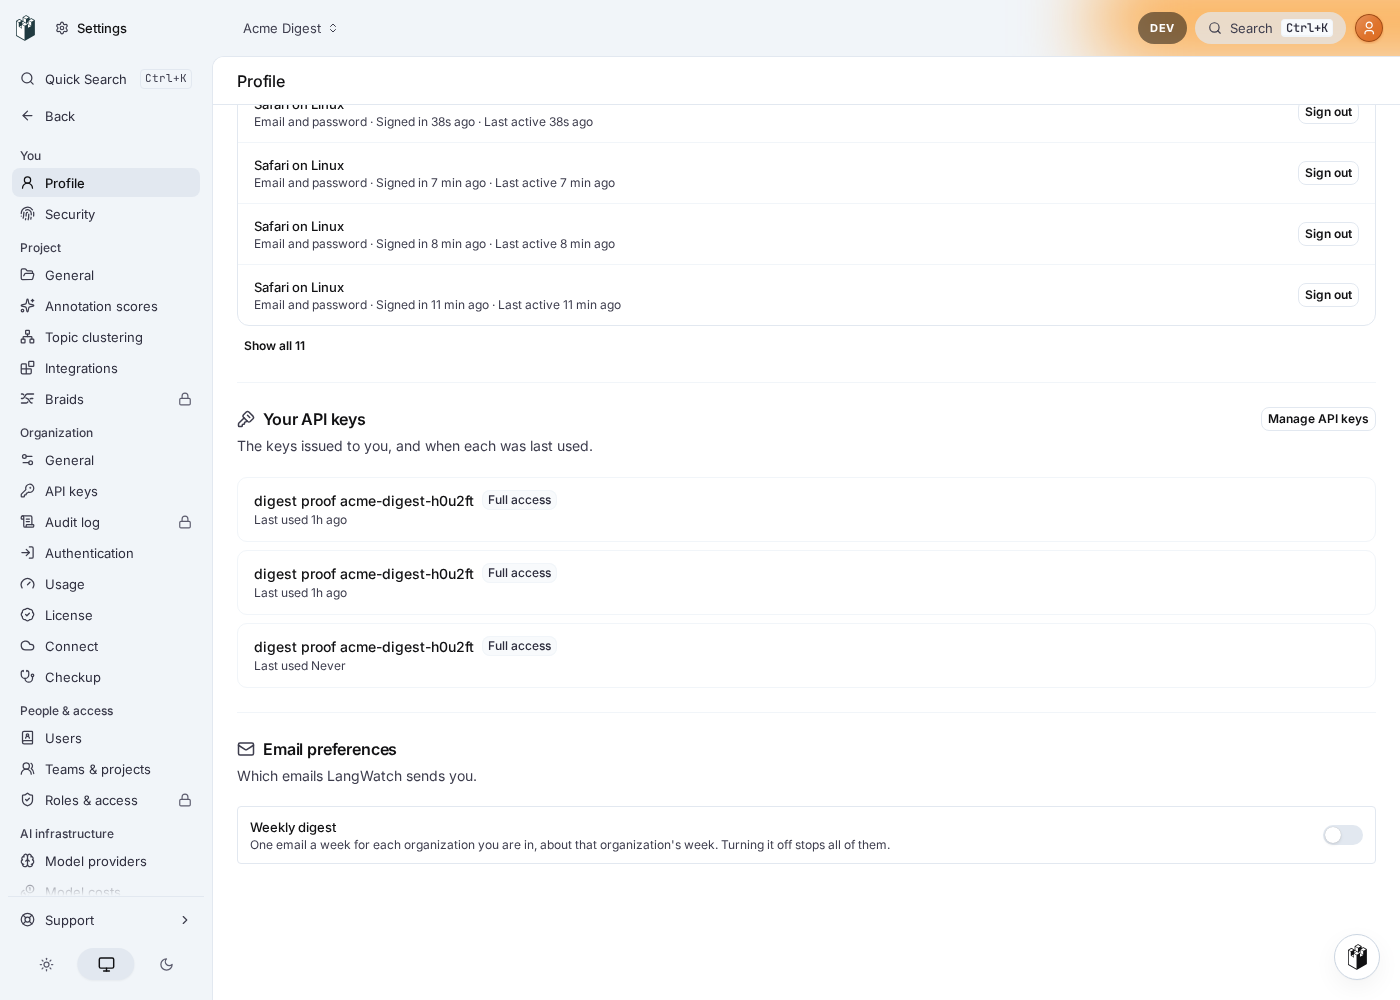 Settings
Acme Digest
DEV
Search Ctrl+K
Quick Search Ctrl+K
Back
You
Profile
Security
Project
General
Annotation scores
Topic clustering
Integrations
Braids
Organization
General
API keys
Audit log
Authentication
Usage
License
Connect
Checkup
People & access
Users
Teams & projects
Roles & access
AI infrastructure
Model providers
Model costs
Support
Profile
Safari on Linux
Email and password · Signed in 38s ago · Last active 38s ago
Sign out
Safari on Linux
Email and password · Signed in 7 min ago · Last active 7 min ago
Sign out
Safari on Linux
Email and password · Signed in 8 min ago · Last active 8 min ago
Sign out
Safari on Linux
Email and password · Signed in 11 min ago · Last active 11 min ago
Sign out
Show all 11
Your API keys
Manage API keys
The keys issued to you, and when each was last used.
digest proof acme-digest-h0u2ft Full access
Last used 1h ago
digest proof acme-digest-h0u2ft Full access
Last used 1h ago
digest proof acme-digest-h0u2ft Full access
Last used Never
Email preferences
Which emails LangWatch sends you.
Weekly digest
One email a week for each organization you are in, about that organization's week. Turning it off stops all of them.